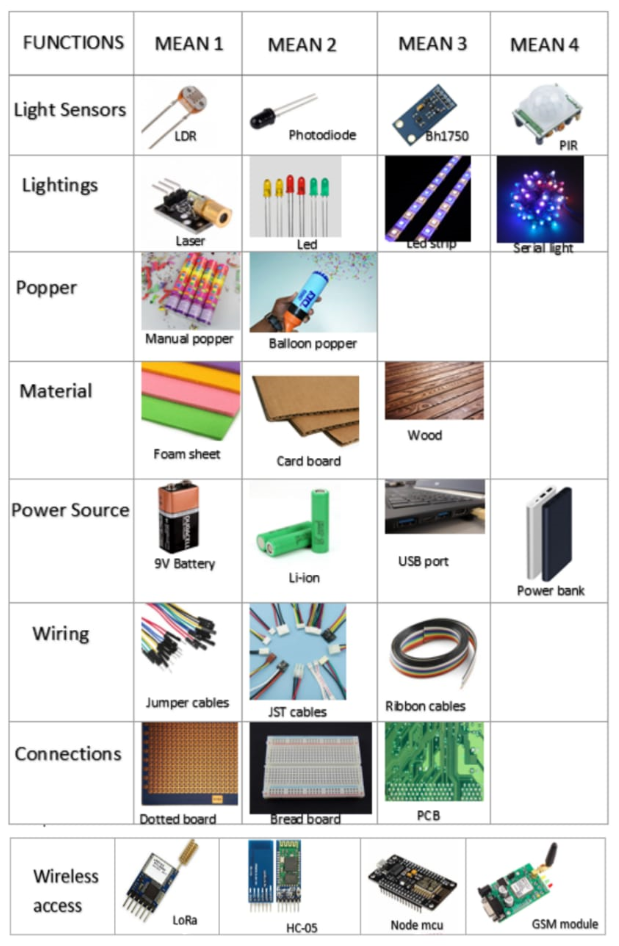 FUNCTIONS MEAN 1 MEAN 2 MEAN 3 MEAN 4
Light Sensors
LDR
Photodiode
Bh1750
PIR
Lightings
Laser
Led
Led strip
Serial light
Popper
Manual popper
Balloon popper
Material
Foam sheet
Card board
Wood
Power Source
DURACELL
9V Battery
Li-ion
USB port
Power bank
Wiring
Jumper cables
JST cables
Ribbon cables
Connections
Dotted board
Bread board
PCB
Wireless
access
LoRa
HC-05
Node mcu
GSM module